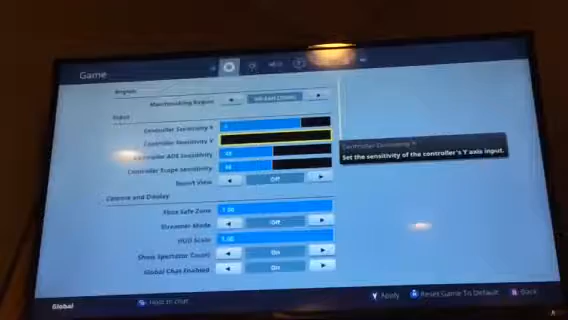 Game
English
Matchmaking Region
Input
Controller Sensitivity X
Controller Sensitivity Y
Controller ADS Sensitivity
Controller Scope Sensitivity
Invert View Off
Controller Sensitivity Y
Set the sensitivity of the controller's Y axis input.
Camera and Display
Xbox Safe Zone 1.00
Streamer Mode Off
HUD Scale 1.00
Show Spectator Count On
Global Chat Enabled On
Global
Hold to Chat
Apply
Reset Game To Default
Back